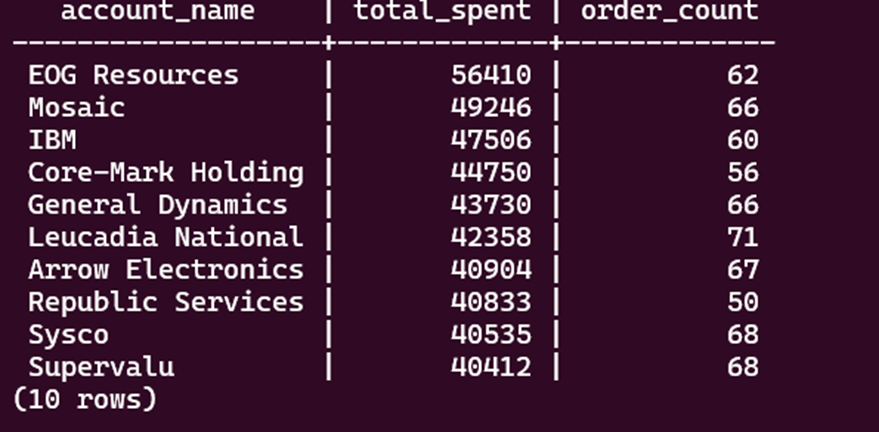 account_name | total_spent | order_count
--------------------+-------------+-------------
EOG Resources | 56410 | 62
Mosaic | 49246 | 66
IBM | 47506 | 60
Core-Mark Holding | 44750 | 56
General Dynamics | 43730 | 66
Leucadia National | 42358 | 71
Arrow Electronics | 40904 | 67
Republic Services | 40833 | 50
Sysco | 40535 | 68
Supervalu | 40412 | 68
(10 rows)